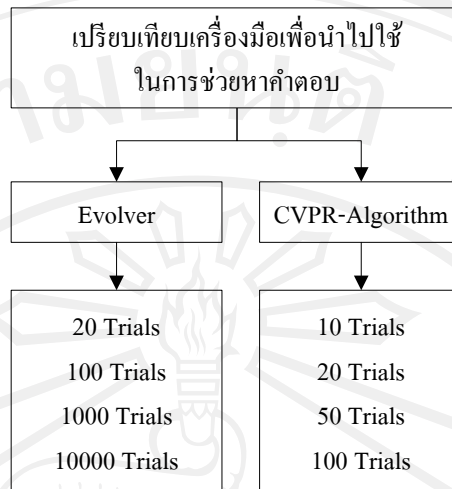 เปรียบเทียบเครื่องมือเพื่อนำไปใช้
ในการช่วยหาคำตอบ
Evolver
CVPR-Algorithm
20 Trials
100 Trials
1000 Trials
10000 Trials
10 Trials
20 Trials
50 Trials
100 Trials